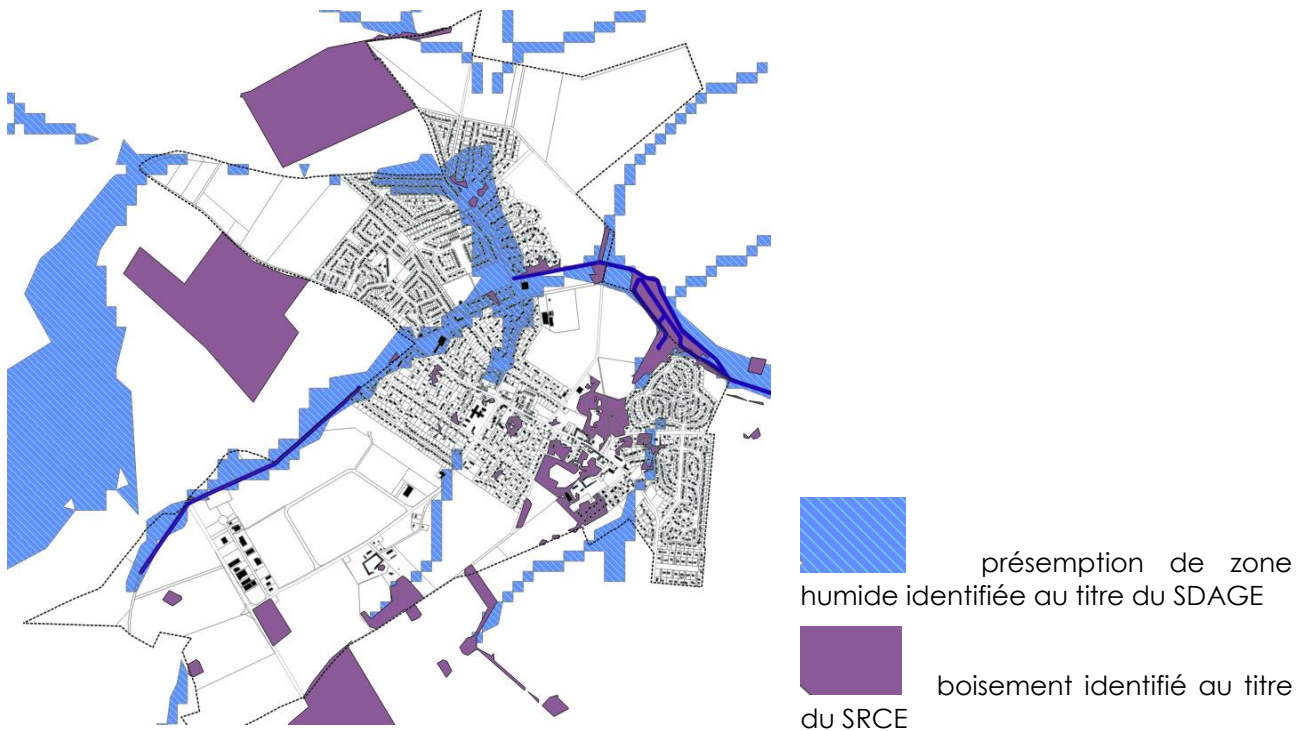 présemption de zone
humide identifiée au titre du SDAGE
boisement identifié au titre
du SRCE